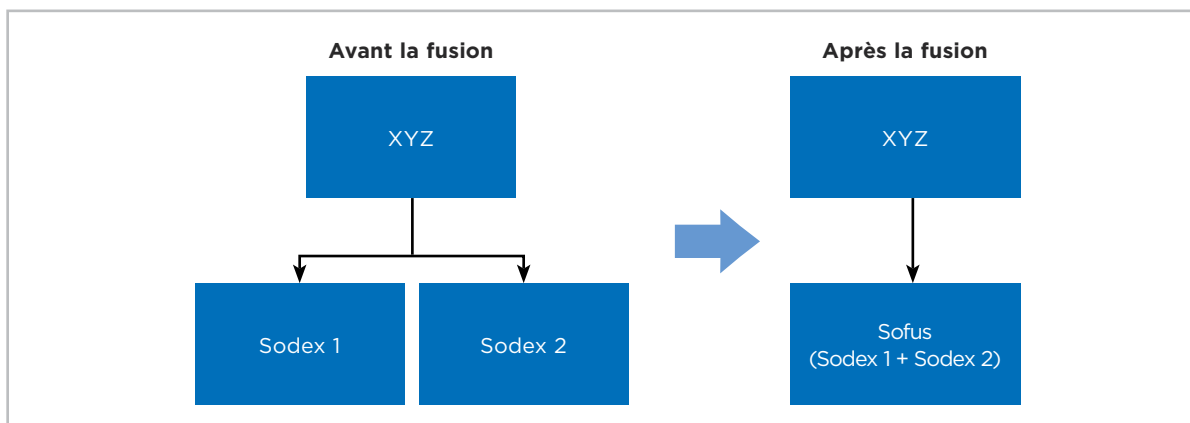 Avant la fusion
Après la fusion
XYZ
XYZ
Sodex 1
Sodex 2
Sofus
(Sodex 1 + Sodex 2)